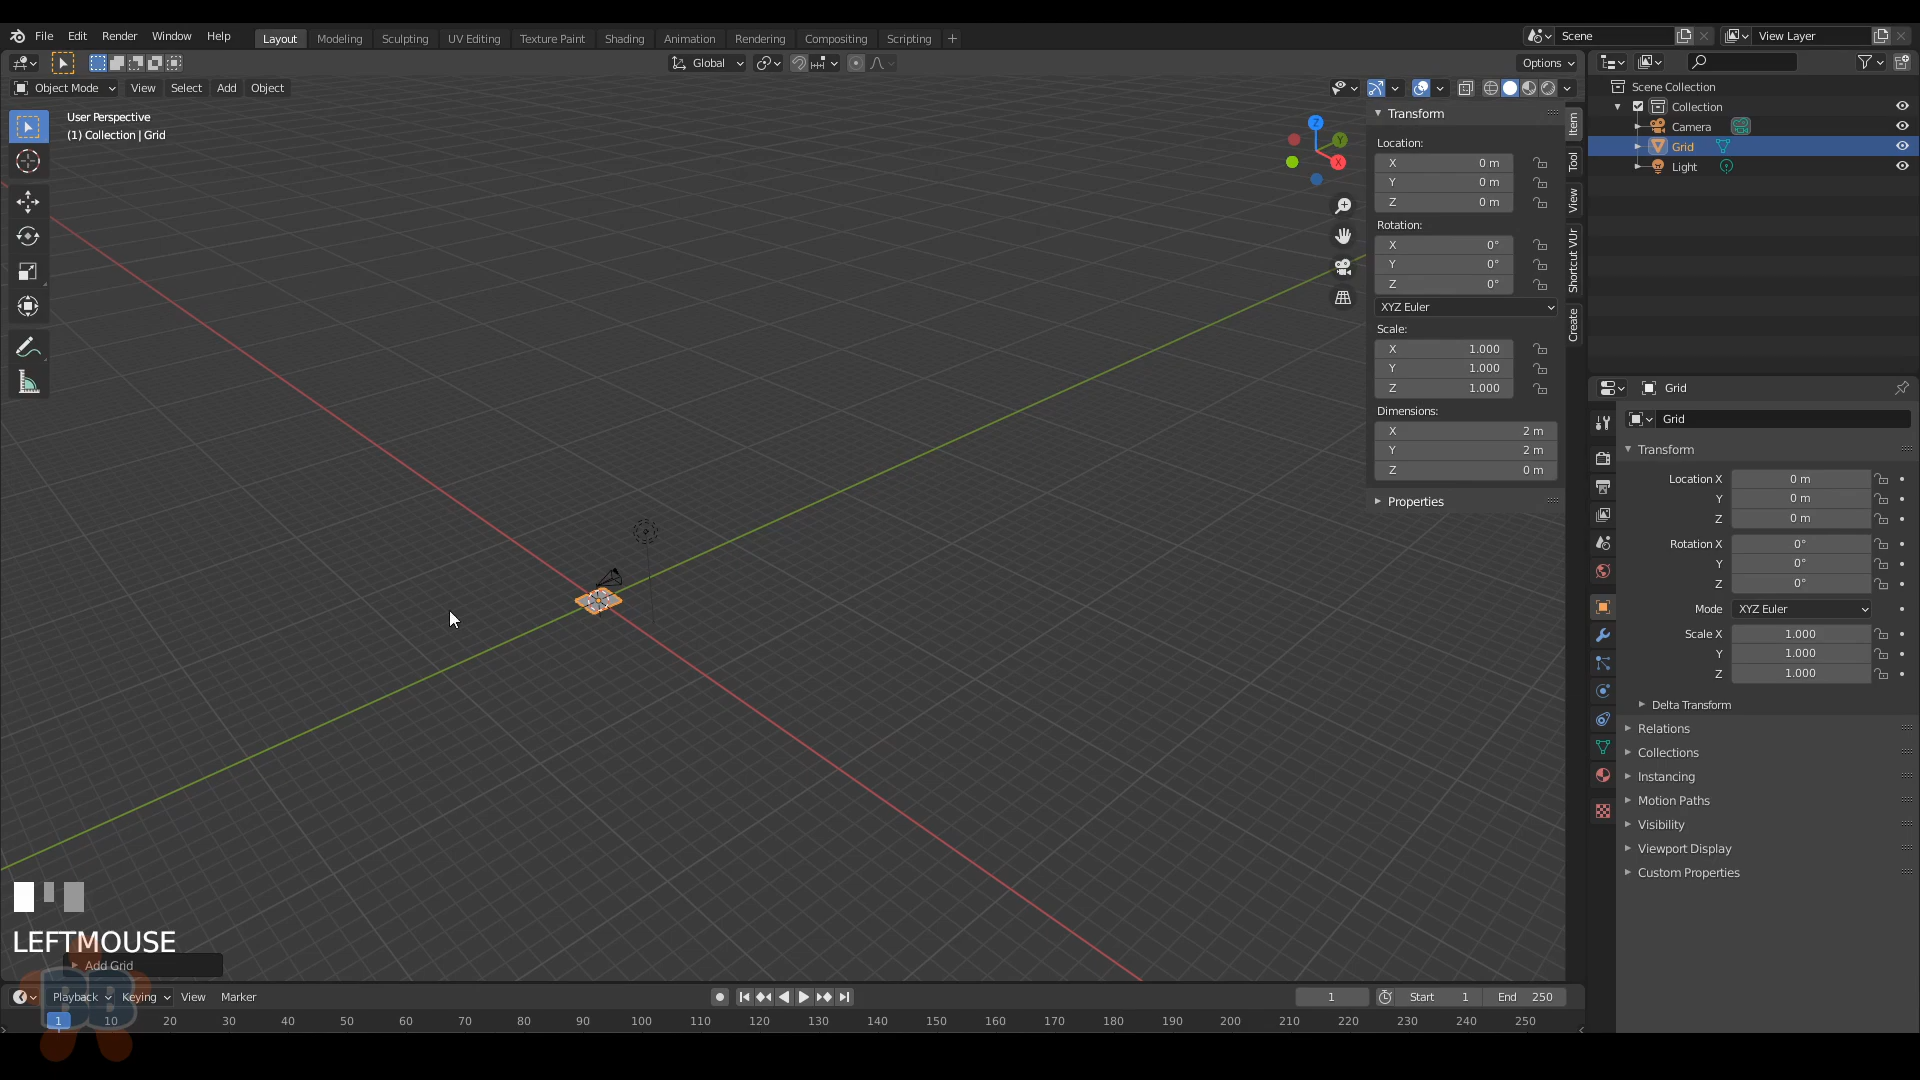 File Edit Render Window Help Layout Modeling Sculpting UV Editing Texture Paint Shading Animation Rendering Compositing Scripting + Scene View Layer
Global Options
Object Mode View Select Add Object
User Perspective
(1) Collection | Grid
Z
Y
X
Transform
Location:
X 0 m
Y 0 m
Z 0 m
Rotation:
X 0°
Y 0°
Z 0°
XYZ Euler
Scale:
X 1.000
Y 1.000
Z 1.000
Dimensions:
X 2 m
Y 2 m
Z 0 m
Properties
Item
Tool
View
Shortcut VUr
Create
Scene Collection
Collection
Camera
Grid
Light
Grid
Grid
Transform
Location X 0 m
Y 0 m
Z 0 m
Rotation X 0°
Y 0°
Z 0°
Mode XYZ Euler
Scale X 1.000
Y 1.000
Z 1.000
Delta Transform
Relations
Collections
Instancing
Motion Paths
Visibility
Viewport Display
Custom Properties
LEFTMOUSE
Add Grid
BB
Playback Keying View Marker 1 Start 1 End 250
1 10 20 30 40 50 60 70 80 90 100 110 120 130 140 150 160 170 180 190 200 210 220 230 240 250